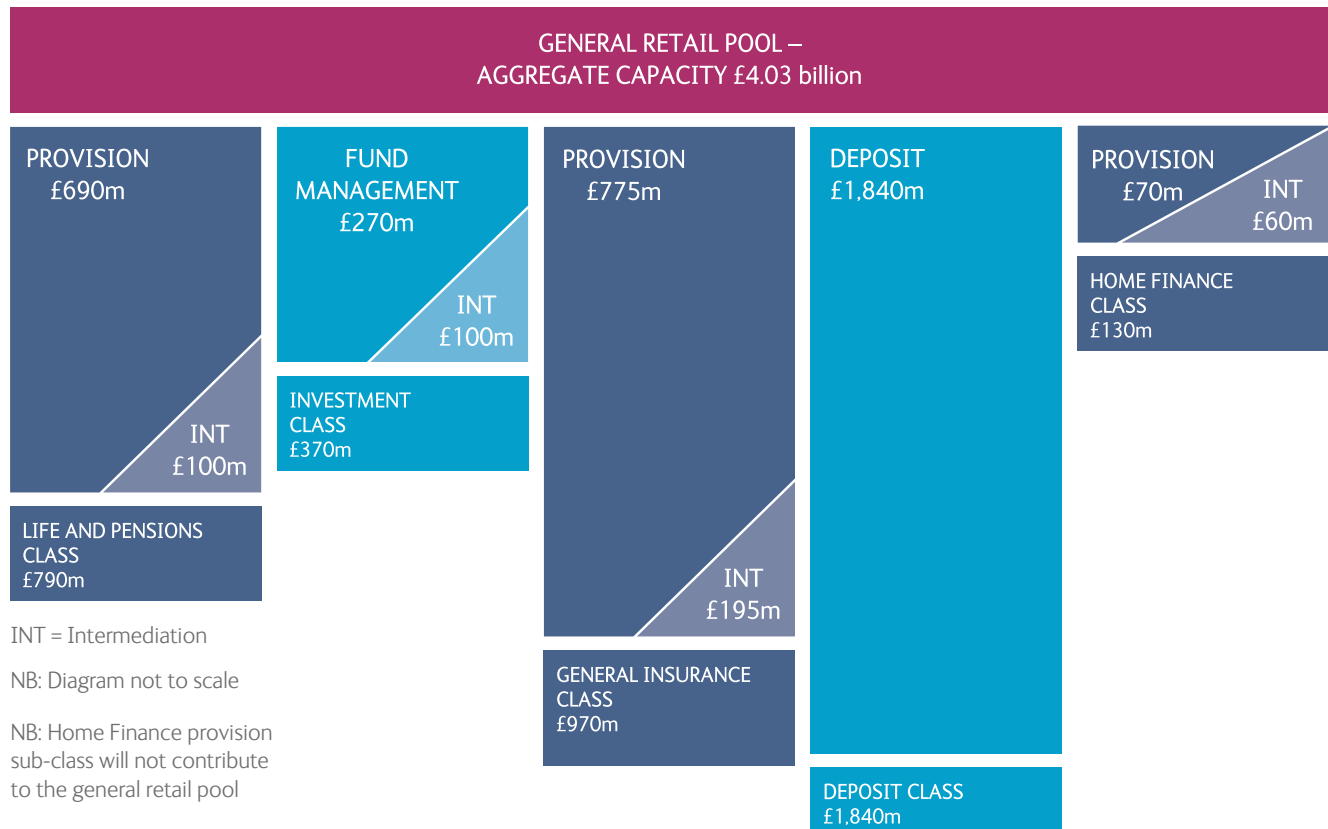 GENERAL RETAIL POOL –
AGGREGATE CAPACITY £4.03 billion
PROVISION
£690m
INT
£100m
LIFE AND PENSIONS
CLASS
£790m
FUND
MANAGEMENT
£270m
INT
£100m
INVESTMENT
CLASS
£370m
PROVISION
£775m
INT
£195m
GENERAL INSURANCE
CLASS
£970m
DEPOSIT
£1,840m
DEPOSIT CLASS
£1,840m
PROVISION
£70m
INT
£60m
HOME FINANCE
CLASS
£130m
INT = Intermediation
NB: Diagram not to scale
NB: Home Finance provision
sub-class will not contribute
to the general retail pool